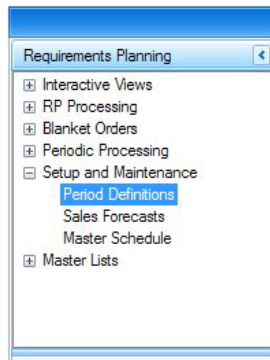 Requirements Planning
Interactive Views
RP Processing
Blanket Orders
Periodic Processing
Setup and Maintenance
Period Definitions
Sales Forecasts
Master Schedule
Master Lists